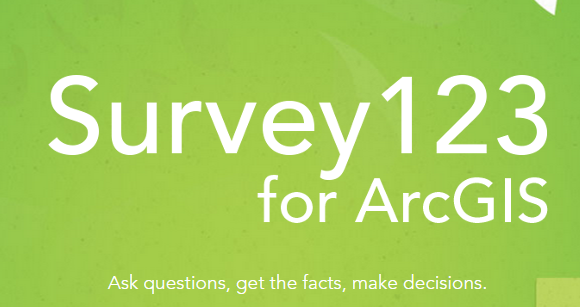 Survey123
for ArcGIS
Ask questions, get the facts, make decisions.